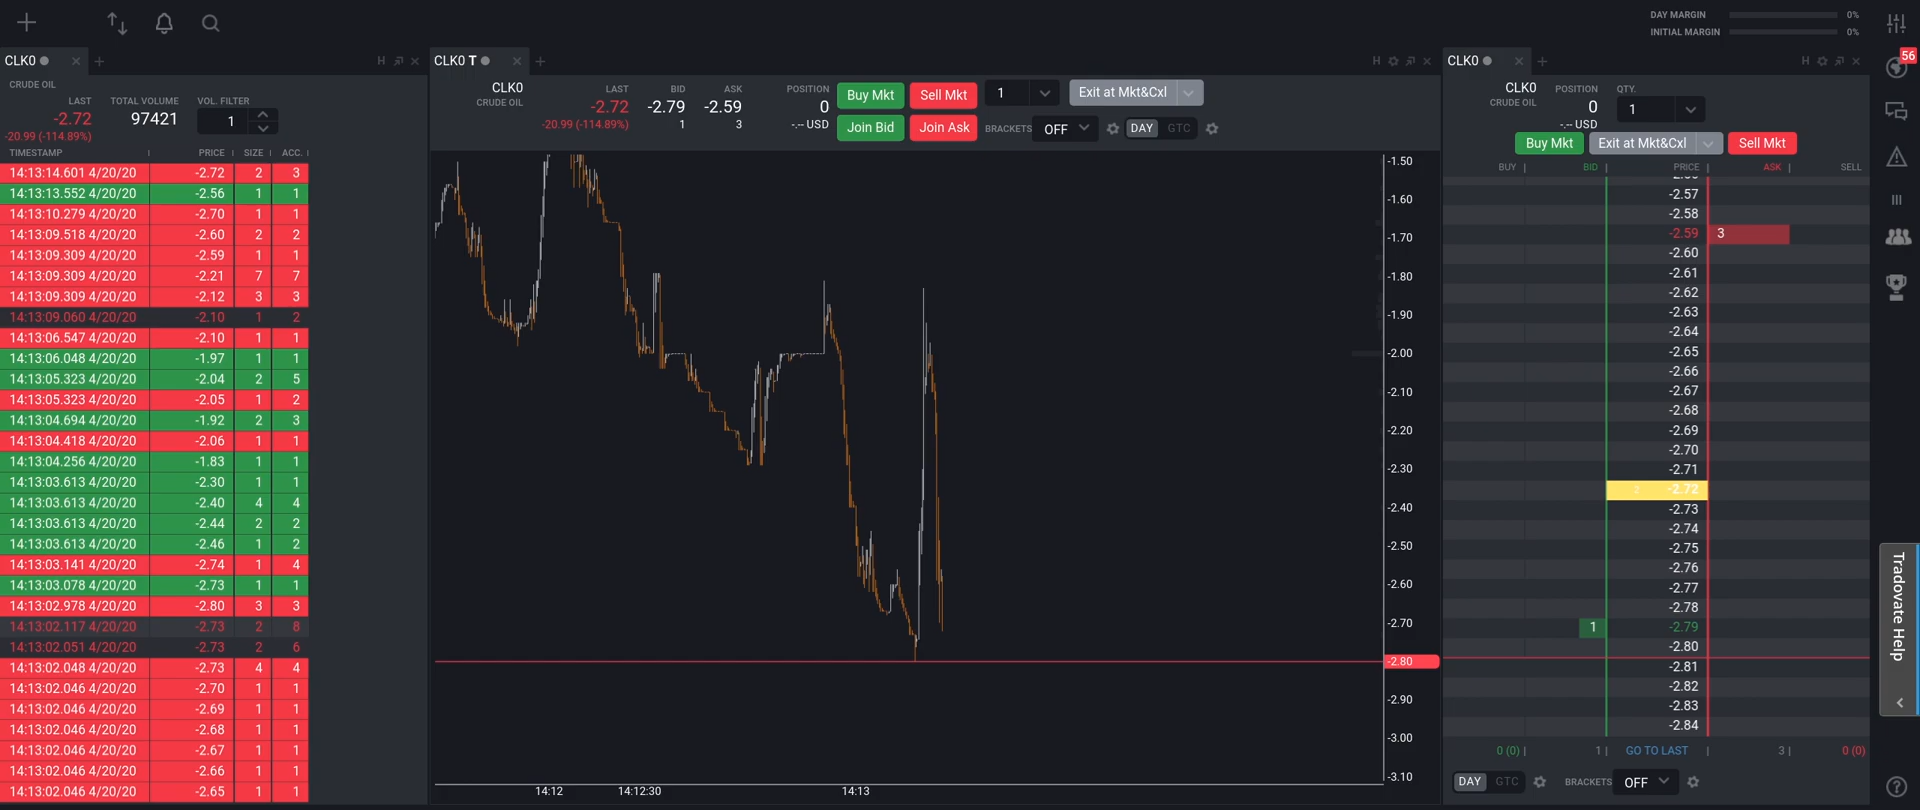 DAY MARGIN 0%
INITIAL MARGIN 0%
CLK0
CRUDE OIL
LAST TOTAL VOLUME VOL. FILTER
-2.72 97421 1
-20.99 (-114.89%)
TIMESTAMP PRICE SIZE ACC.
14:13:14.601 4/20/20 -2.72 2 3
14:13:13.552 4/20/20 -2.56 1 1
14:13:10.279 4/20/20 -2.70 1 1
14:13:09.518 4/20/20 -2.60 2 2
14:13:09.309 4/20/20 -2.59 1 1
14:13:09.309 4/20/20 -2.21 7 7
14:13:09.309 4/20/20 -2.12 3 3
14:13:09.060 4/20/20 -2.10 1 2
14:13:06.547 4/20/20 -2.10 1 1
14:13:06.048 4/20/20 -1.97 1 1
14:13:05.323 4/20/20 -2.04 2 5
14:13:05.323 4/20/20 -2.05 1 2
14:13:04.694 4/20/20 -1.92 2 3
14:13:04.418 4/20/20 -2.06 1 1
14:13:04.256 4/20/20 -1.83 1 1
14:13:03.613 4/20/20 -2.30 1 1
14:13:03.613 4/20/20 -2.40 4 4
14:13:03.613 4/20/20 -2.44 2 2
14:13:03.613 4/20/20 -2.46 1 2
14:13:03.141 4/20/20 -2.74 1 4
14:13:03.078 4/20/20 -2.73 1 1
14:13:02.978 4/20/20 -2.80 3 3
14:13:02.117 4/20/20 -2.73 2 8
14:13:02.051 4/20/20 -2.73 2 6
14:13:02.048 4/20/20 -2.73 4 4
14:13:02.046 4/20/20 -2.70 1 1
14:13:02.046 4/20/20 -2.69 1 1
14:13:02.046 4/20/20 -2.68 1 1
14:13:02.046 4/20/20 -2.67 1 1
14:13:02.046 4/20/20 -2.66 1 1
14:13:02.046 4/20/20 -2.65 1 1
H
CLK0 T
H
CLK0 LAST BID ASK POSITION
CRUDE OIL -2.72 -2.79 -2.59 0
-20.99 (-114.89%) 1 3 -.-- USD
Buy Mkt Sell Mkt 1 Exit at Mkt&Cxl
Join Bid Join Ask BRACKETS OFF DAY GTC
-1.50
-1.60
-1.70
-1.80
-1.90
-2.00
-2.10
-2.20
-2.30
-2.40
-2.50
-2.60
-2.70
-2.80
-2.90
-3.00
-3.10
14:12 14:12:30 14:13
CLK0
H
CLK0 POSITION QTY.
CRUDE OIL 0 1
-.-- USD
Buy Mkt Exit at Mkt&Cxl Sell Mkt
BUY BID PRICE ASK SELL
-2.57
-2.58
-2.59 3
-2.60
-2.61
-2.62
-2.63
-2.64
-2.65
-2.66
-2.67
-2.68
-2.69
-2.70
-2.71
-2.72
-2.73
-2.74
-2.75
-2.76
-2.77
-2.78
1 -2.79
-2.80
-2.81
-2.82
-2.83
-2.84
0 (0) 1 GO TO LAST 3 0 (0)
DAY GTC BRACKETS OFF
56
Tradovate Help